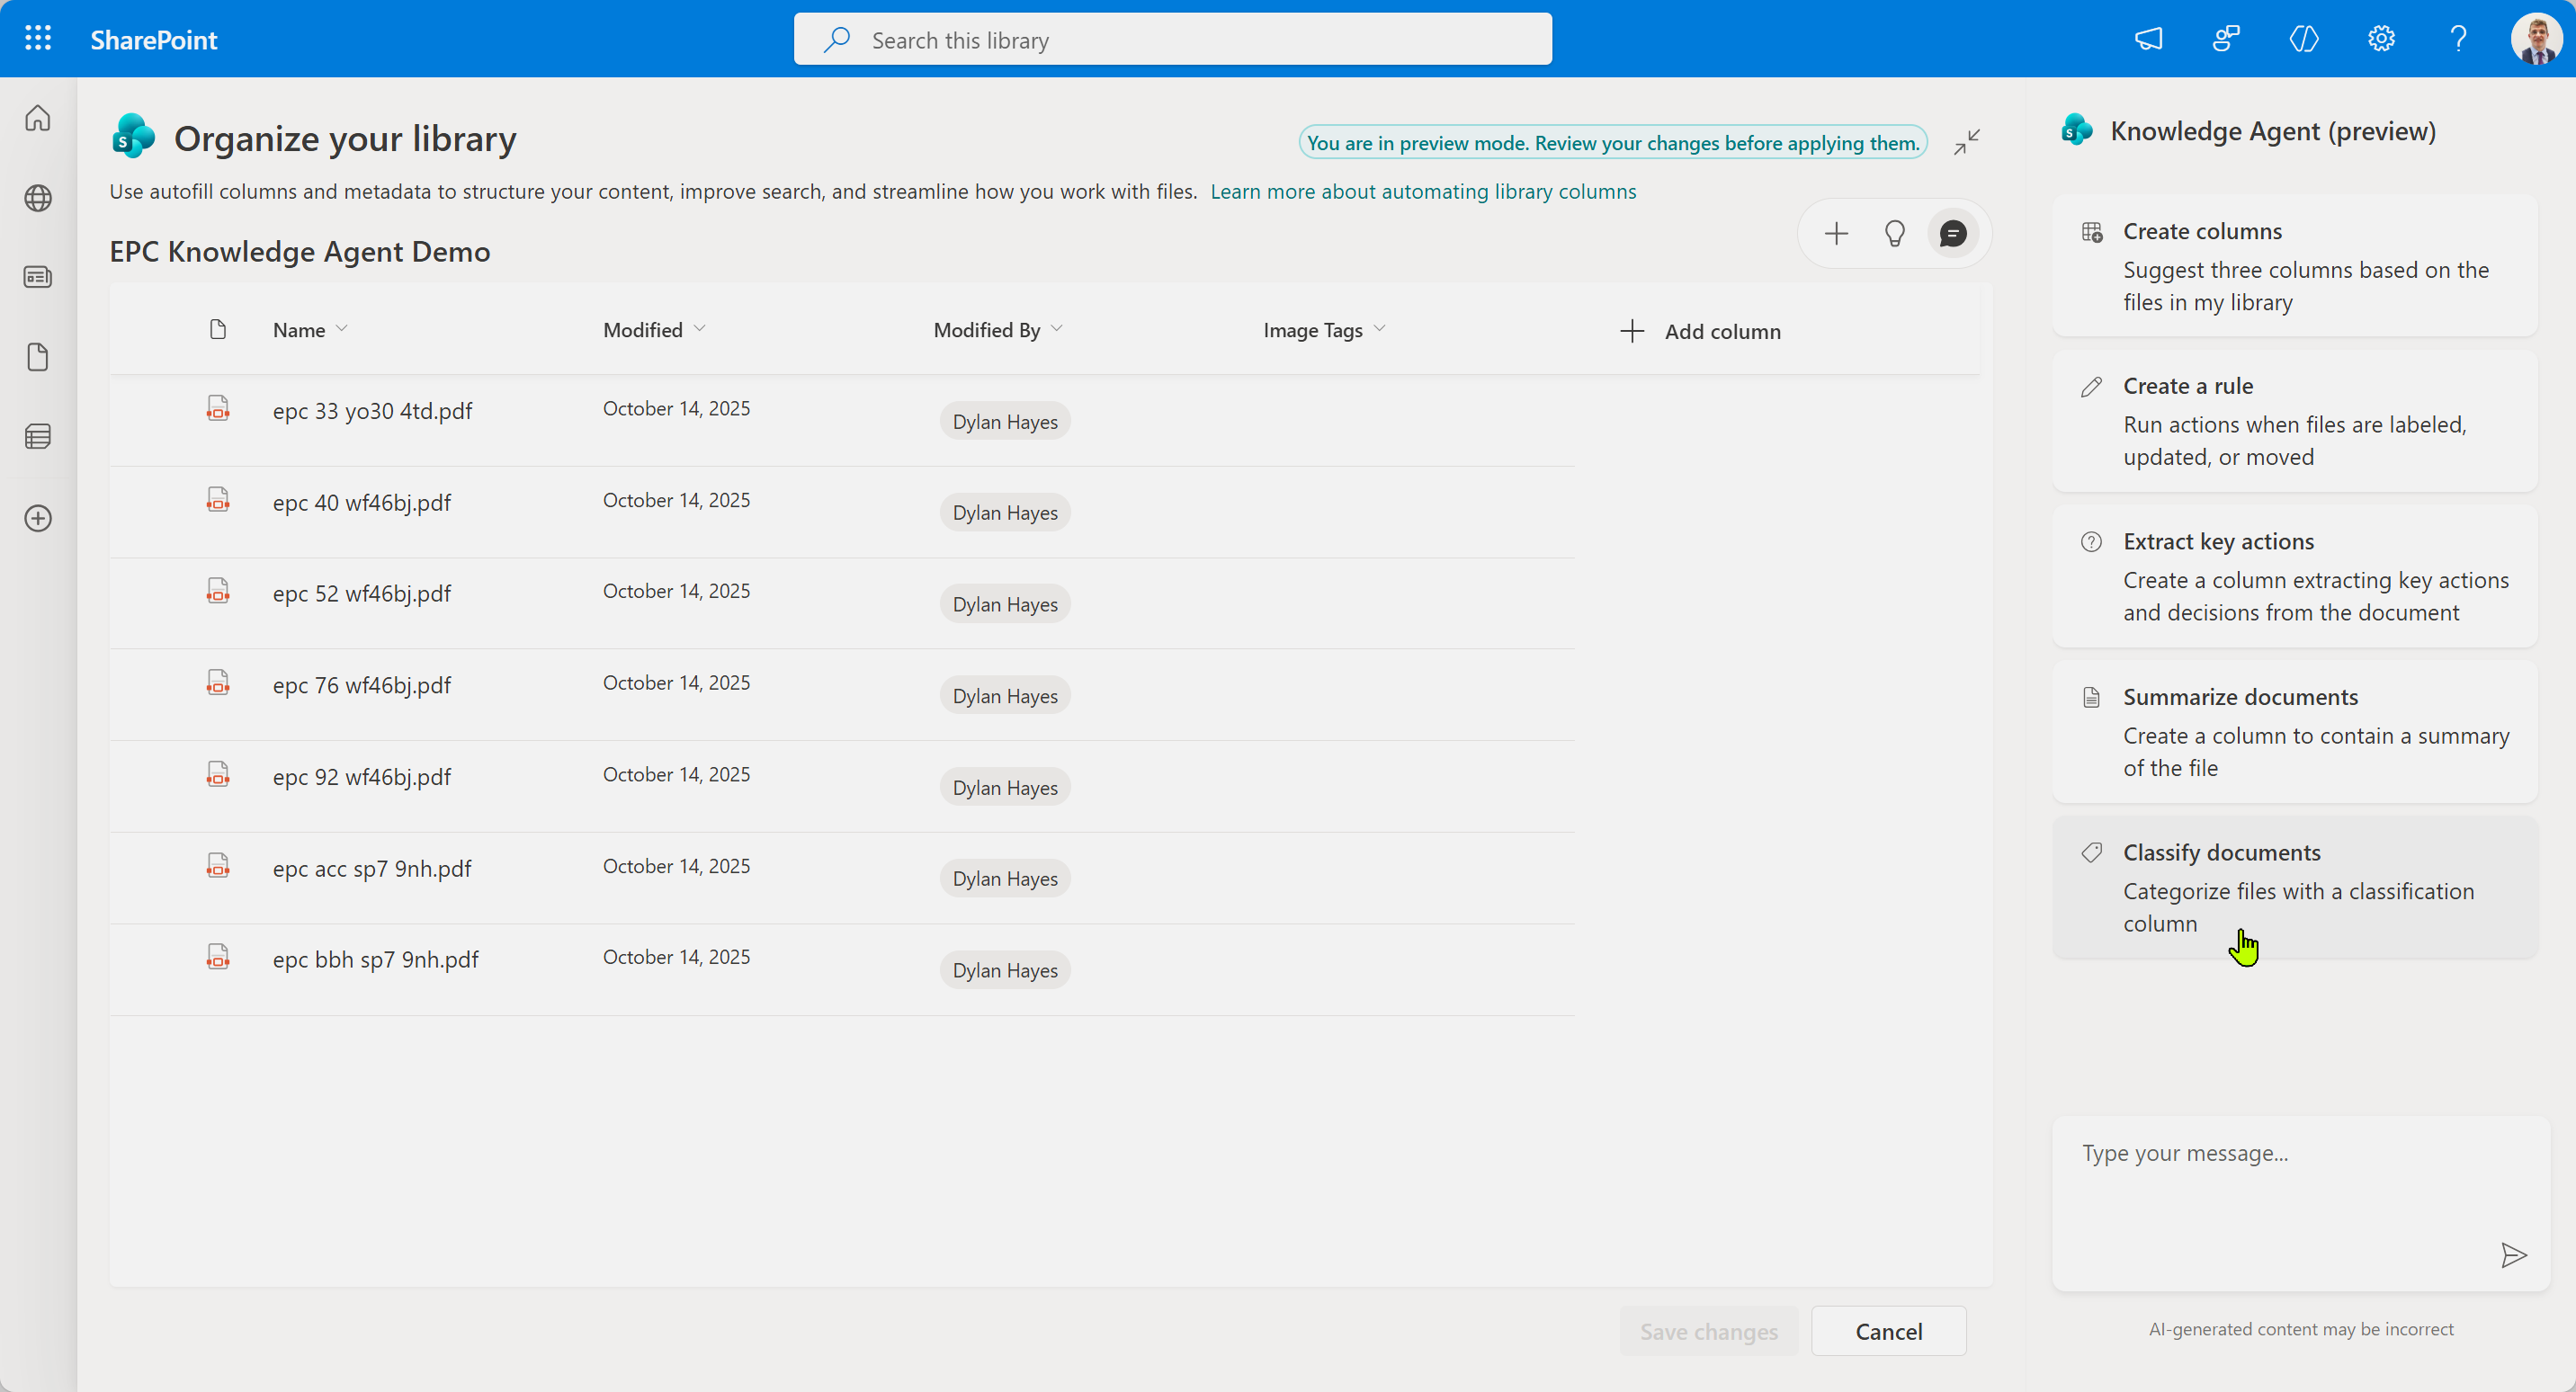 SharePoint
Search this library
Organize your library
You are in preview mode. Review your changes before applying them.
Use autofill columns and metadata to structure your content, improve search, and streamline how you work with files. Learn more about automating library columns
EPC Knowledge Agent Demo
Name Modified Modified By Image Tags Add column
epc 33 yo30 4td.pdf October 14, 2025 Dylan Hayes
epc 40 wf46bj.pdf October 14, 2025 Dylan Hayes
epc 52 wf46bj.pdf October 14, 2025 Dylan Hayes
epc 76 wf46bj.pdf October 14, 2025 Dylan Hayes
epc 92 wf46bj.pdf October 14, 2025 Dylan Hayes
epc acc sp7 9nh.pdf October 14, 2025 Dylan Hayes
epc bbh sp7 9nh.pdf October 14, 2025 Dylan Hayes
Save changes
Cancel
Knowledge Agent (preview)
Create columns
Suggest three columns based on the
files in my library
Create a rule
Run actions when files are labeled,
updated, or moved
Extract key actions
Create a column extracting key actions
and decisions from the document
Summarize documents
Create a column to contain a summary
of the file
Classify documents
Categorize files with a classification
column
Type your message...
AI-generated content may be incorrect